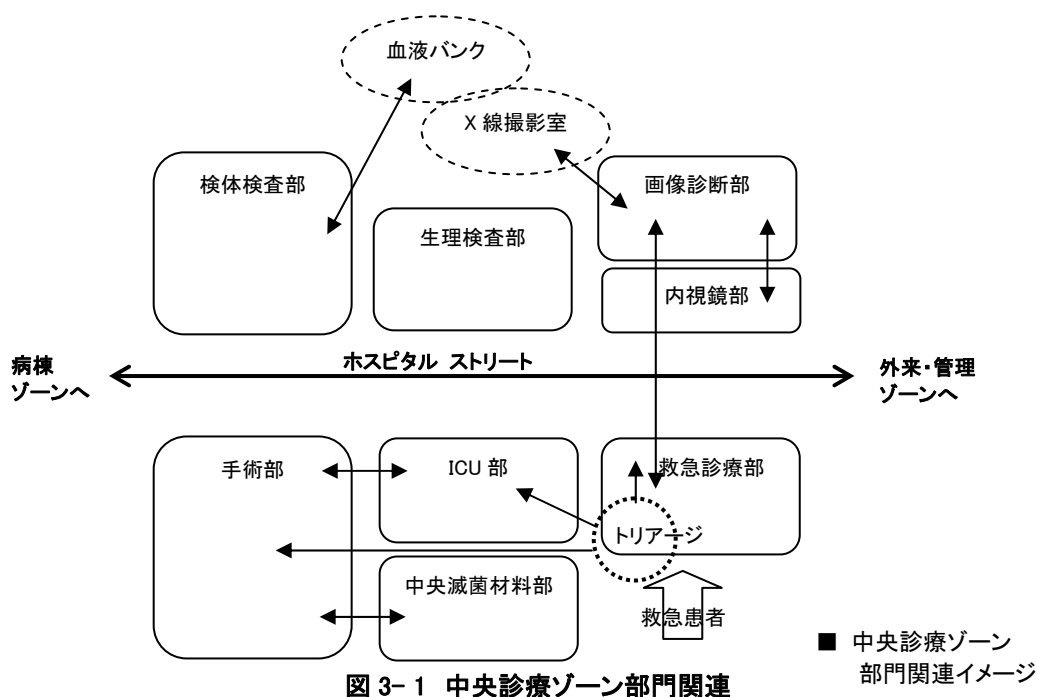 血液バンク
X 線撮影室
検体検査部
画像診断部
生理検査部
内視鏡部
ホスピタル ストリート
病棟
ゾーンへ
外来・管理
ゾーンへ
手術部
ICU 部
救急診療部
トリアージ
中央滅菌材料部
救急患者
■ 中央診療ゾーン
部門関連イメージ
図 3- 1 中央診療ゾーン部門関連